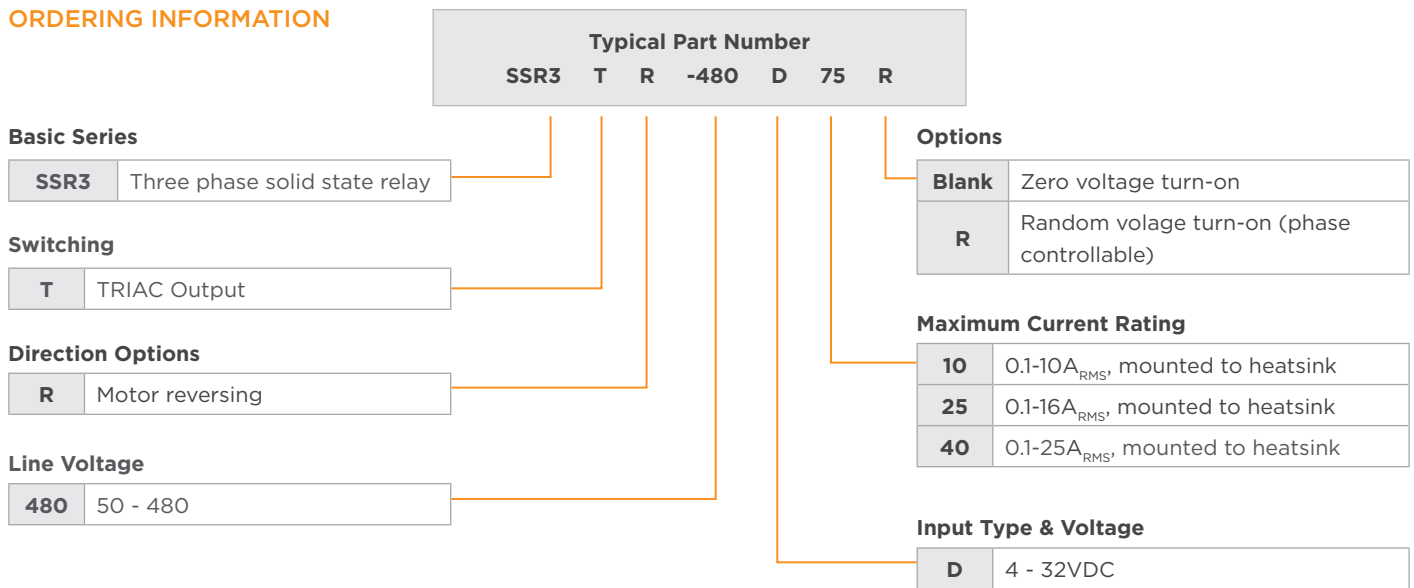 ORDERING INFORMATION
Typical Part Number
SSR3 T R -480 D 75 R
Basic Series
SSR3 Three phase solid state relay
Switching
T TRIAC Output
Direction Options
R Motor reversing
Line Voltage
480 50 - 480
Options
Blank Zero voltage turn-on
R Random volage turn-on (phase
controllable)
Maximum Current Rating
10 0.1-10ARMS, mounted to heatsink
25 0.1-16ARMS, mounted to heatsink
40 0.1-25ARMS, mounted to heatsink
Input Type & Voltage
D 4 - 32VDC